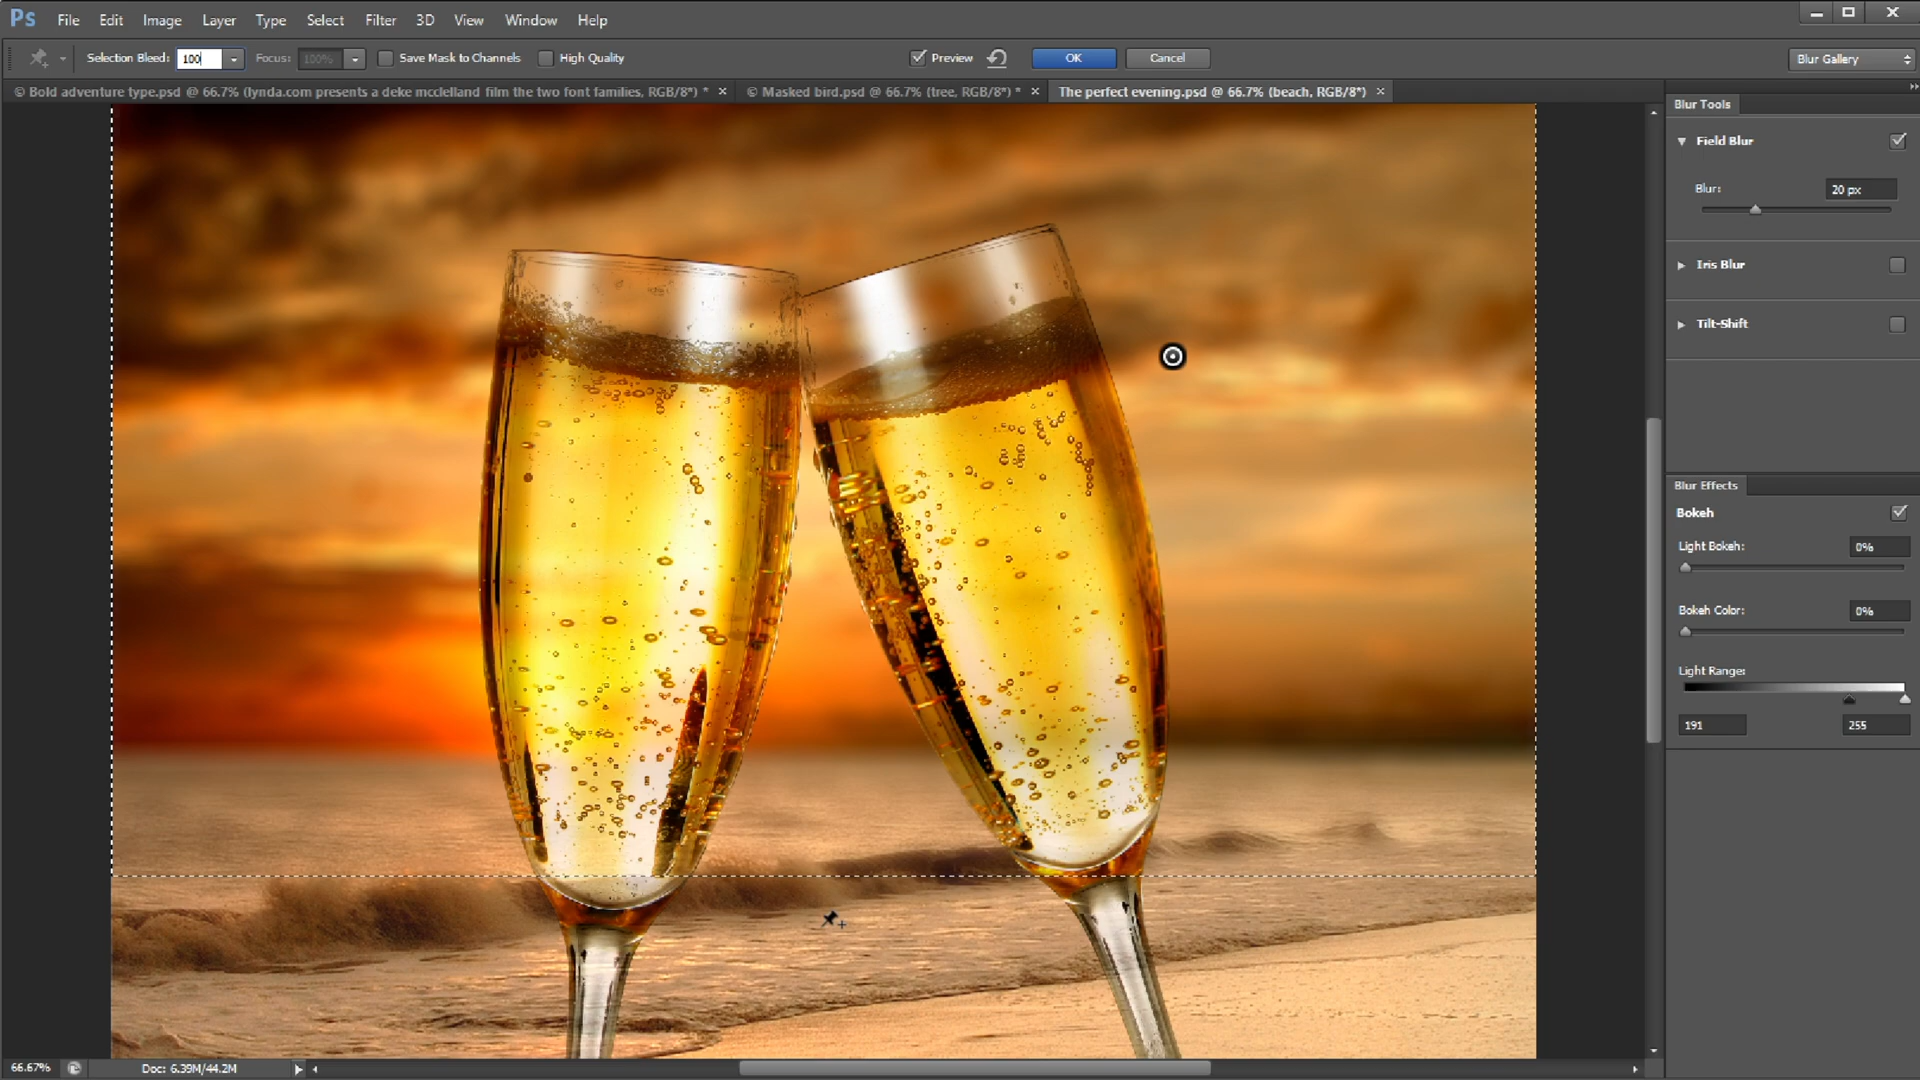 Ps File Edit Image Layer Type Select Filter 3D View Window Help
Selection Bleed: 100 Focus: 100% Save Mask to Channels High Quality Preview OK Cancel Blur Gallery
© Bold adventure type.psd @ 66.7% (lynda.com presents a deke mcclelland film the two font families, RGB/8*) * × © Masked bird.psd @ 66.7% (tree, RGB/8*) * × The perfect evening.psd @ 66.7% (beach, RGB/8*) ×
Blur Tools
Field Blur
Blur: 20 px
Iris Blur
Tilt-Shift
Blur Effects
Bokeh
Light Bokeh: 0%
Bokeh Color: 0%
Light Range:
191 255
66.67% Doc: 6.39M/44.2M